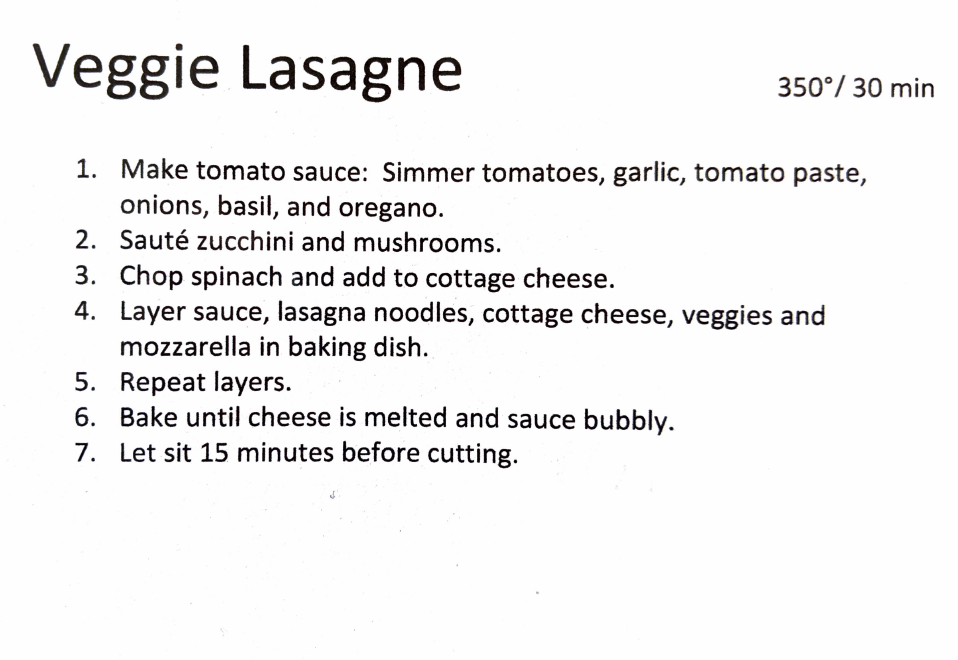 Veggie Lasagne
350°/ 30 min
1. Make tomato sauce: Simmer tomatoes, garlic, tomato paste,
onions, basil, and oregano.
2. Sauté zucchini and mushrooms.
3. Chop spinach and add to cottage cheese.
4. Layer sauce, lasagna noodles, cottage cheese, veggies and
mozzarella in baking dish.
5. Repeat layers.
6. Bake until cheese is melted and sauce bubbly.
7. Let sit 15 minutes before cutting.